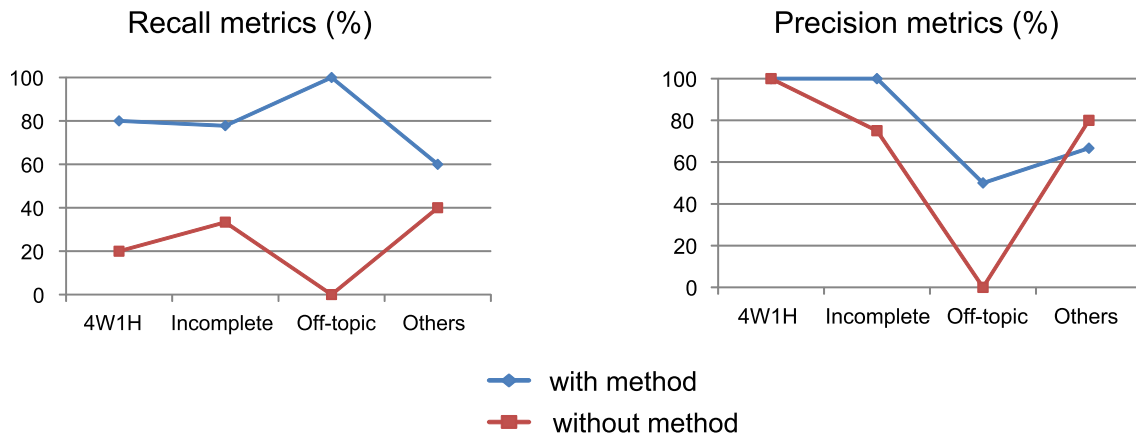 Recall metrics (%)
100
80
60
40
20
0
4W1H Incomplete Off-topic Others
Precision metrics (%)
100
80
60
40
20
0
4W1H Incomplete Off-topic Others
with method
without method